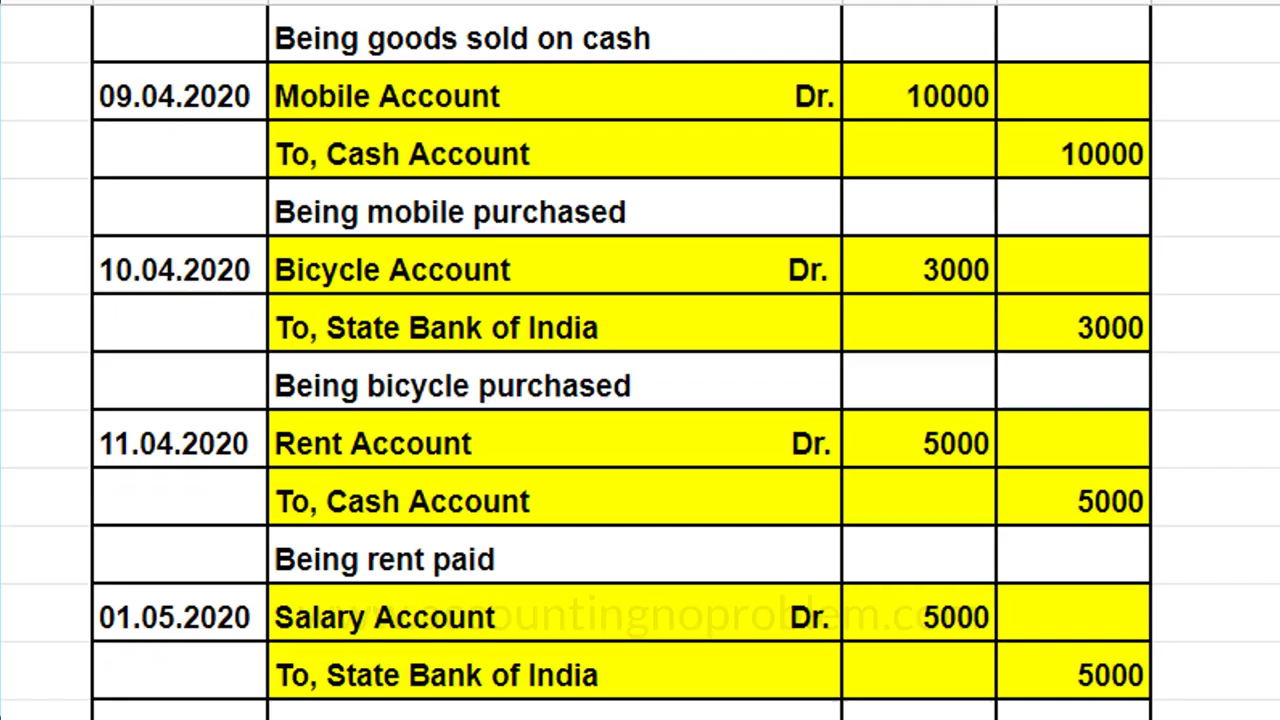 Being goods sold on cash
09.04.2020 Mobile Account Dr. 10000
To, Cash Account 10000
Being mobile purchased
10.04.2020 Bicycle Account Dr. 3000
To, State Bank of India 3000
Being bicycle purchased
11.04.2020 Rent Account Dr. 5000
To, Cash Account 5000
Being rent paid
01.05.2020 Salary Account Dr. 5000
To, State Bank of India 5000